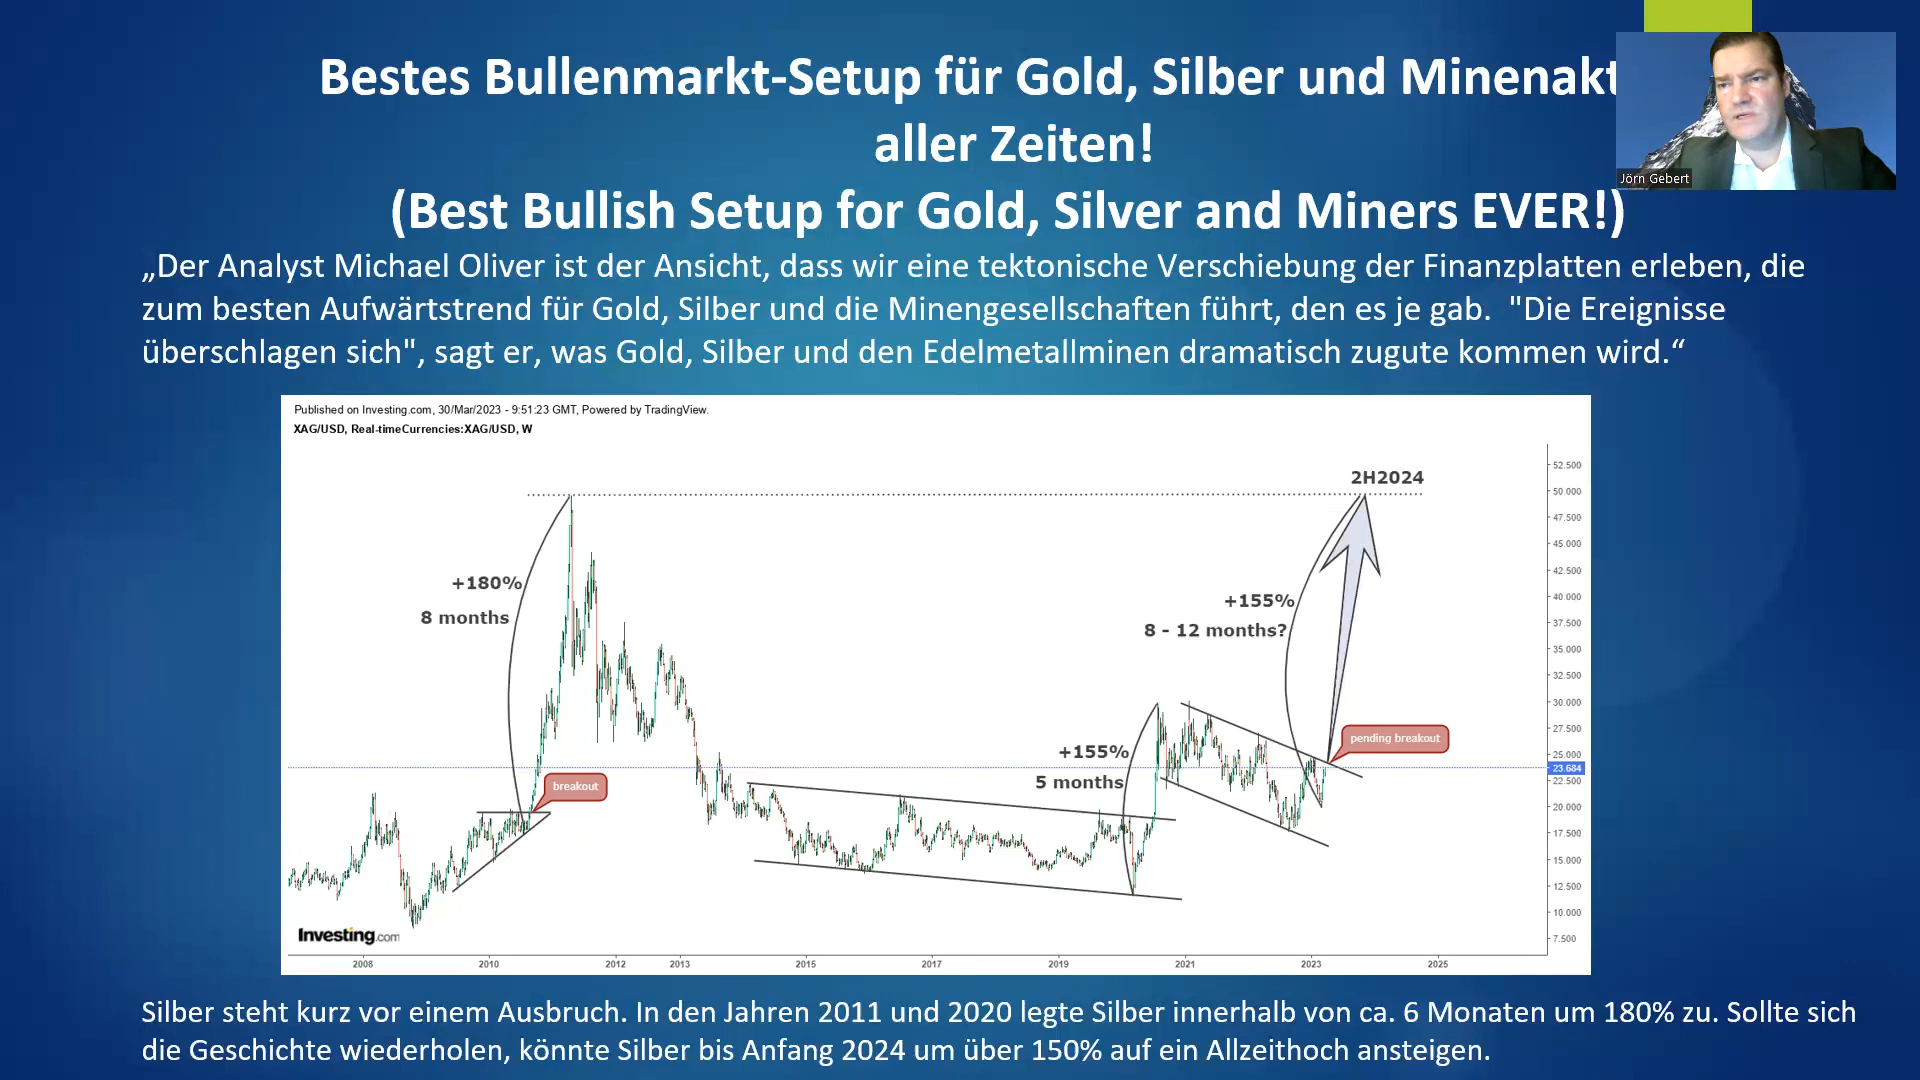 Bestes Bullenmarkt-Setup für Gold, Silber und Minenakt
aller Zeiten!
(Best Bullish Setup for Gold, Silver and Miners EVER!)
Jörn Gebert
„Der Analyst Michael Oliver ist der Ansicht, dass wir eine tektonische Verschiebung der Finanzplatten erleben, die
zum besten Aufwärtstrend für Gold, Silber und die Minengesellschaften führt, den es je gab.  "Die Ereignisse
überschlagen sich", sagt er, was Gold, Silber und den Edelmetallminen dramatisch zugute kommen wird.“
Published on Investing.com, 30/Mar/2023 - 9:51:23 GMT, Powered by TradingView.
XAG/USD, Real-timeCurrencies:XAG/USD, W
2H2024
+180%
8 months
+155%
8 - 12 months?
+155%
5 months
breakout
pending breakout
52.500
50.000
47.500
45.000
42.500
40.000
37.500
35.000
32.500
30.000
27.500
25.000
23.684
22.500
20.000
17.500
15.000
12.500
10.000
7.500
Investing.com
2008 2010 2012 2013 2015 2017 2019 2021 2023 2025
Silber steht kurz vor einem Ausbruch. In den Jahren 2011 und 2020 legte Silber innerhalb von ca. 6 Monaten um 180% zu. Sollte sich
die Geschichte wiederholen, könnte Silber bis Anfang 2024 um über 150% auf ein Allzeithoch ansteigen.